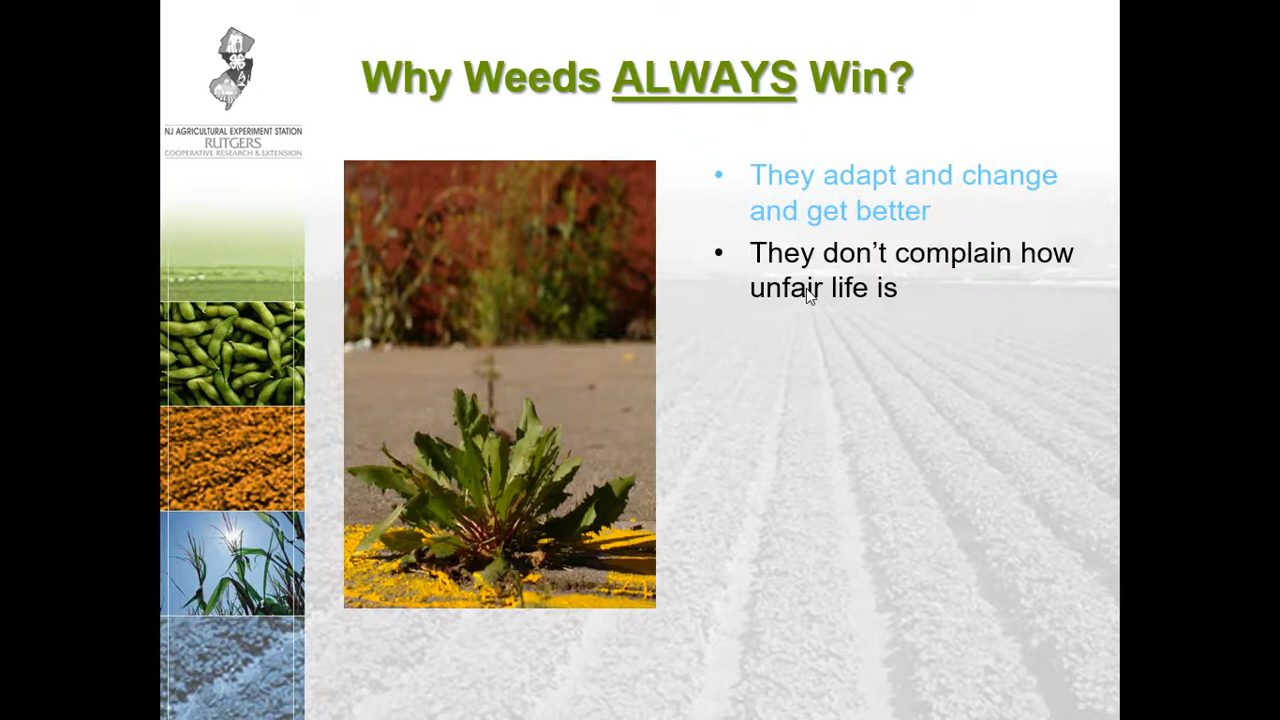 Why Weeds ALWAYS Win?
NJ AGRICULTURAL EXPERIMENT STATION
RUTGERS
COOPERATIVE RESEARCH & EXTENSION
• They adapt and change
and get better
• They don’t complain how
unfair life is